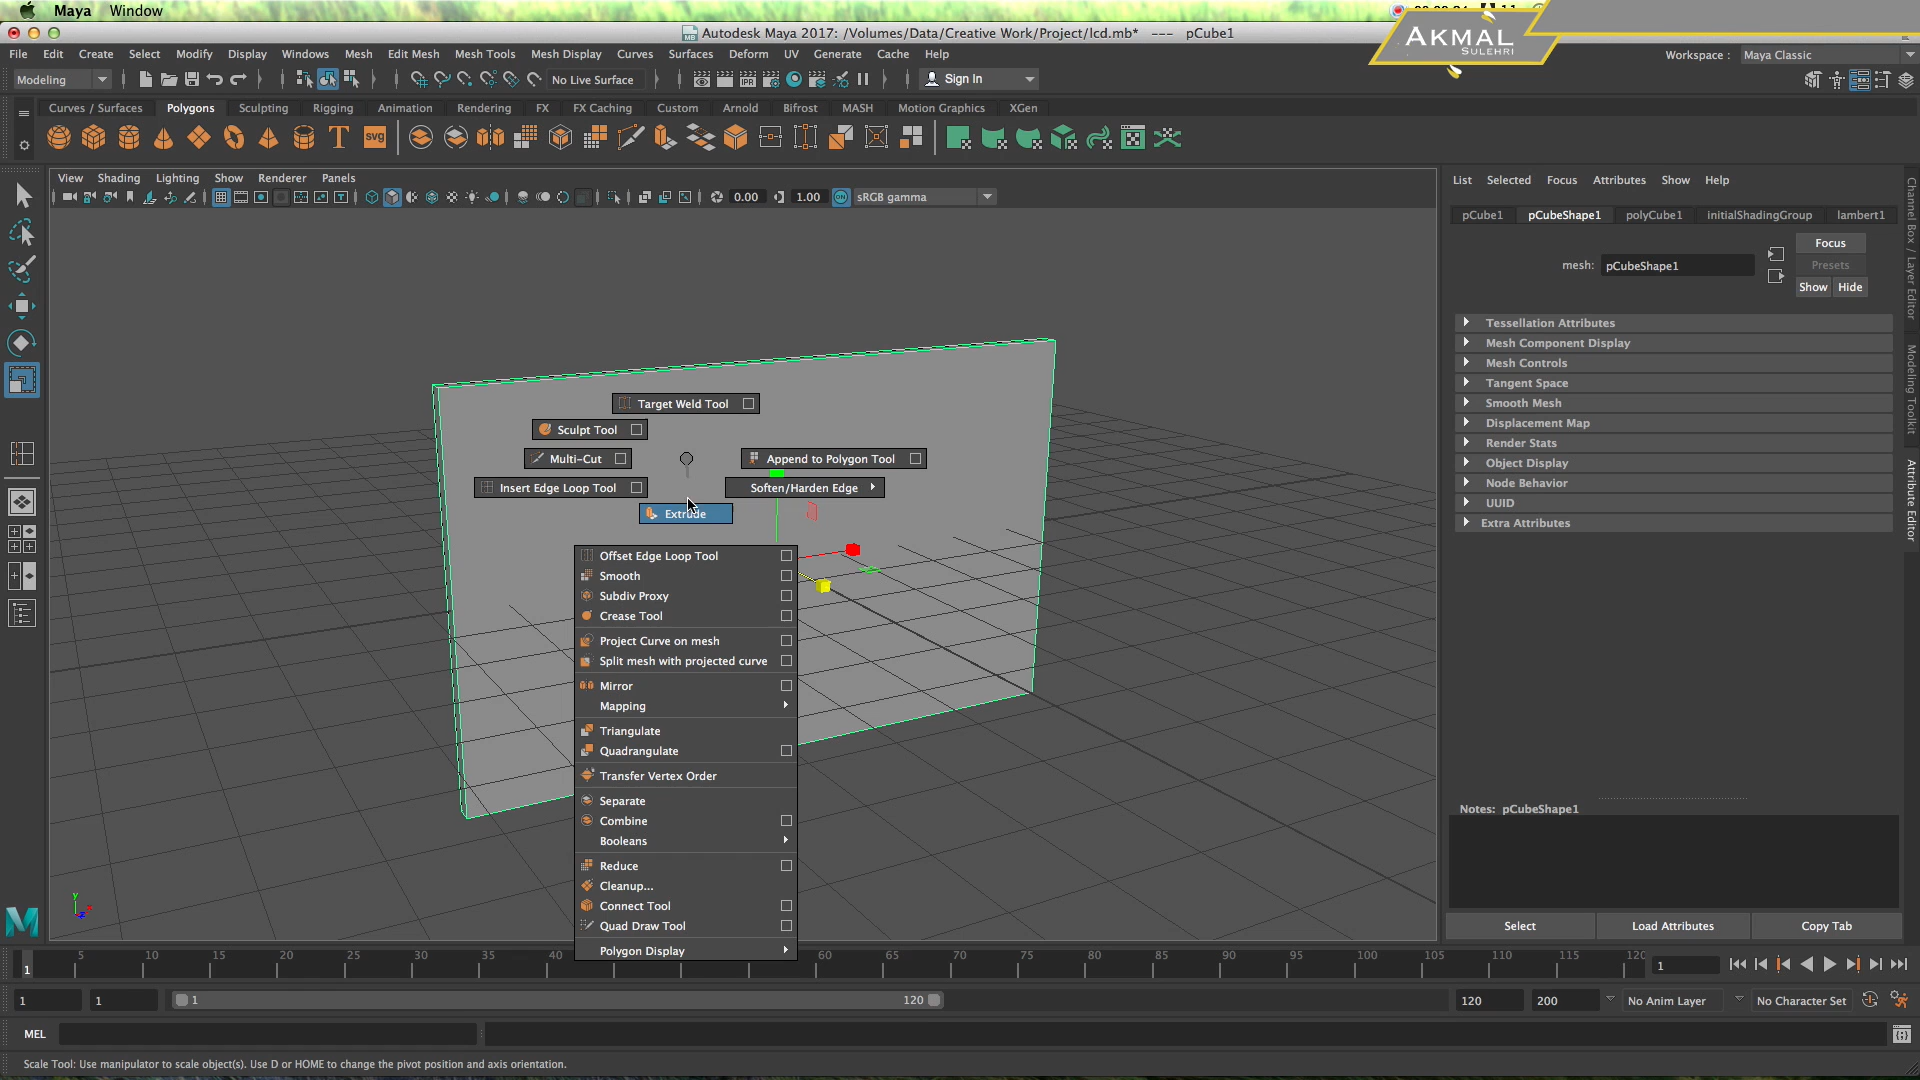 Maya Window
Autodesk Maya 2017: /Volumes/Data/Creative Work/Project/lcd.mb* --- pCube1
AKMAL
SULEHRI
File Edit Create Select Modify Display Windows Mesh Edit Mesh Mesh Tools Mesh Display Curves Surfaces Deform UV Generate Cache Help
Workspace : Maya Classic
Modeling No Live Surface Sign In
Curves / Surfaces Polygons Sculpting Rigging Animation Rendering FX FX Caching Custom Arnold Bifrost MASH Motion Graphics XGen
T svg
View Shading Lighting Show Renderer Panels
0.00 1.00 ON sRGB gamma
List Selected Focus Attributes Show Help
pCube1 pCubeShape1 polyCube1 initialShadingGroup lambert1
Focus
mesh: pCubeShape1
Presets
Show Hide
Tessellation Attributes
Mesh Component Display
Mesh Controls
Tangent Space
Smooth Mesh
Displacement Map
Render Stats
Object Display
Node Behavior
UUID
Extra Attributes
Channel Box / Layer Editor
Modeling Toolkit
Attribute Editor
Target Weld Tool
Sculpt Tool
Multi-Cut
Append to Polygon Tool
Insert Edge Loop Tool
Soften/Harden Edge
Extrude
Offset Edge Loop Tool
Smooth
Subdiv Proxy
Crease Tool
Project Curve on mesh
Split mesh with projected curve
Mirror
Mapping
Triangulate
Quadrangulate
Transfer Vertex Order
Separate
Combine
Booleans
Reduce
Cleanup...
Connect Tool
Quad Draw Tool
Polygon Display
Notes: pCubeShape1
Select Load Attributes Copy Tab
1 5 10 15 20 25 30 35 40 60 65 70 75 80 85 90 95 100 105 110 115 120 1
1 1 1 120 120 200 No Anim Layer No Character Set
MEL
Scale Tool: Use manipulator to scale object(s). Use D or HOME to change the pivot position and axis orientation.